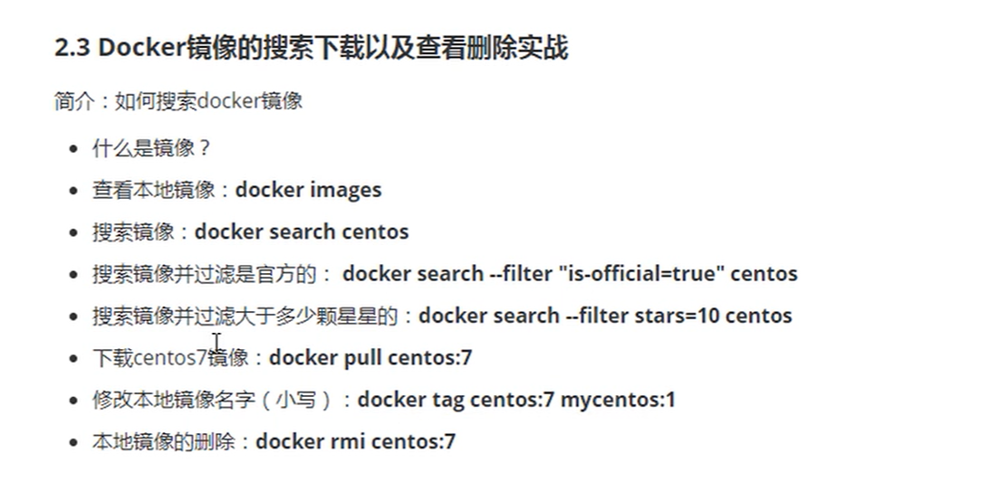 2.3 Docker镜像的搜索下载以及查看删除实战
简介：如何搜索docker镜像
什么是镜像？
查看本地镜像：docker images
搜索镜像：docker search centos
搜索镜像并过滤是官方的： docker search --filter "is-official=true" centos
搜索镜像并过滤大于多少颗星星的：docker search --filter stars=10 centos
下载centos7镜像：docker pull centos:7
修改本地镜像名字（小写）：docker tag centos:7 mycentos:1
本地镜像的删除：docker rmi centos:7